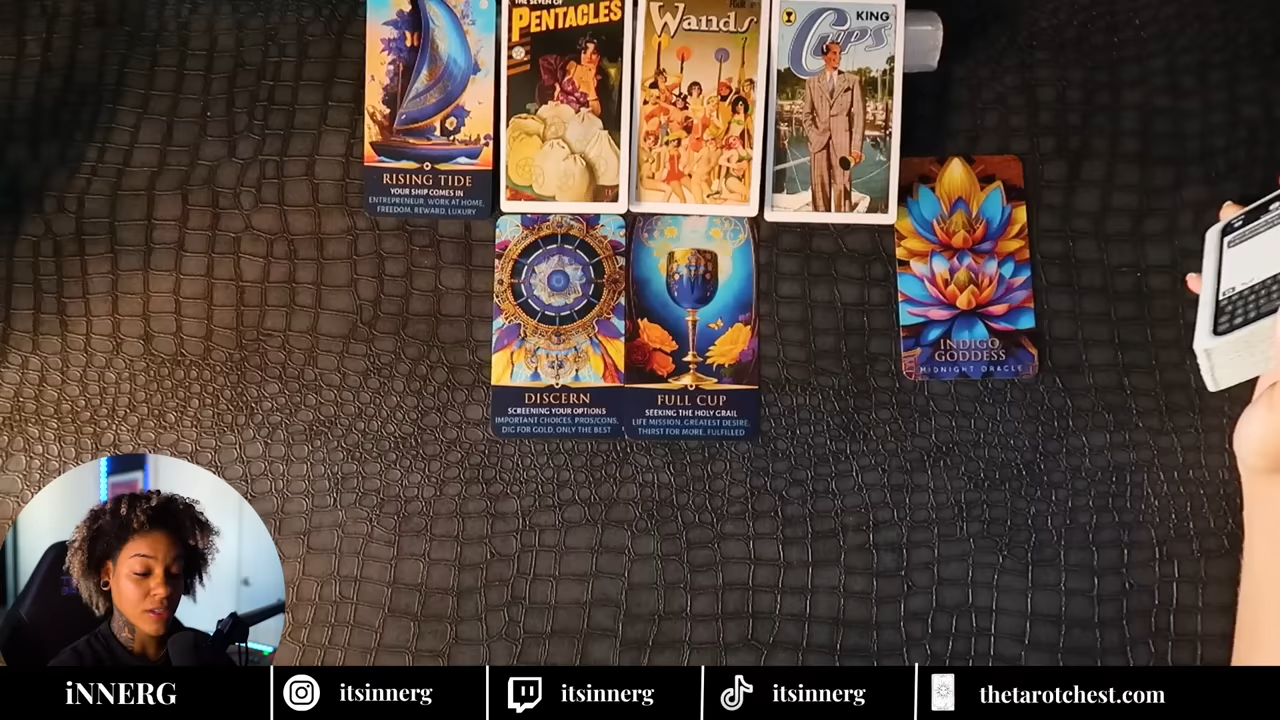 THE SEVEN OF
PENTACLES
Wands
KING
Cups
RISING TIDE
YOUR SHIP COMES IN
ENTREPRENEUR, WORK AT HOME,
FREEDOM, REWARD, LUXURY
DISCERN
SCREENING YOUR OPTIONS
IMPORTANT CHOICES, PROS/CONS,
DIG FOR GOLD, ONLY THE BEST
FULL CUP
SEEKING THE HOLY GRAIL
LIFE MISSION, GREATEST DESIRE,
THIRST FOR MORE, FULFILLED
INDIGO
GODDESS
MIDNIGHT ORACLE
iNNERG
itsinnerg
itsinnerg
itsinnerg
thetarotchest.com